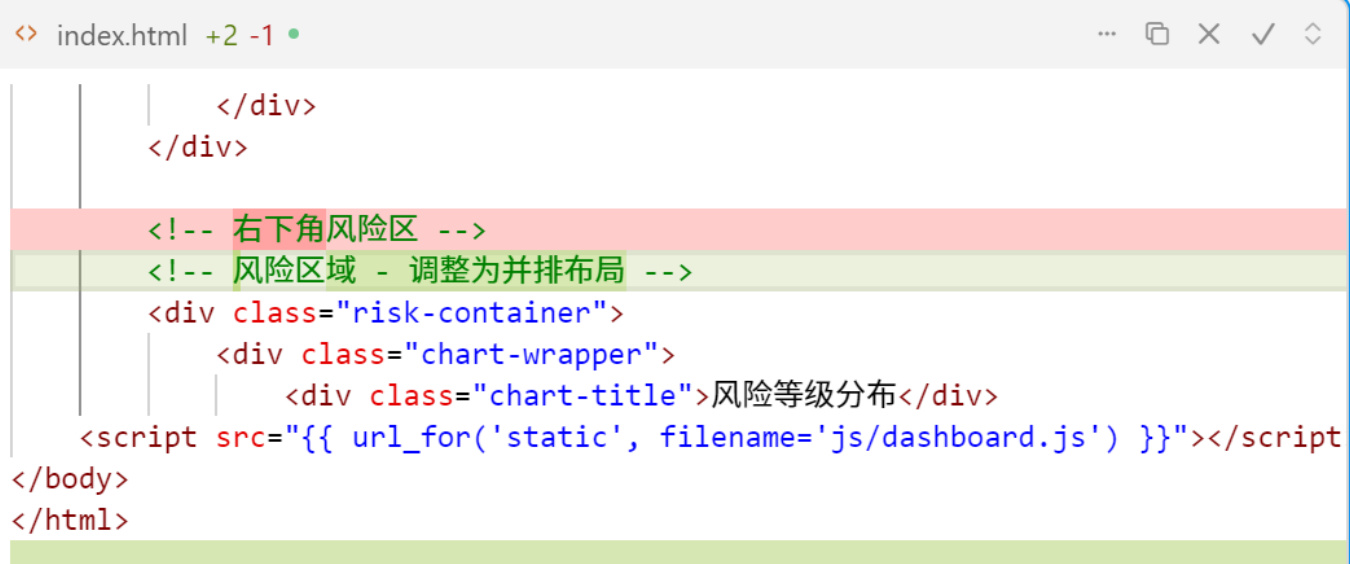 <> index.html +2 -1
</div>
</div>
<!-- 右下角风险区 -->
<!-- 风险区域 - 调整为并排布局 -->
<div class="risk-container">
<div class="chart-wrapper">
<div class="chart-title">风险等级分布</div>
<script src="{{ url_for('static', filename='js/dashboard.js') }}"></script
</body>
</html>